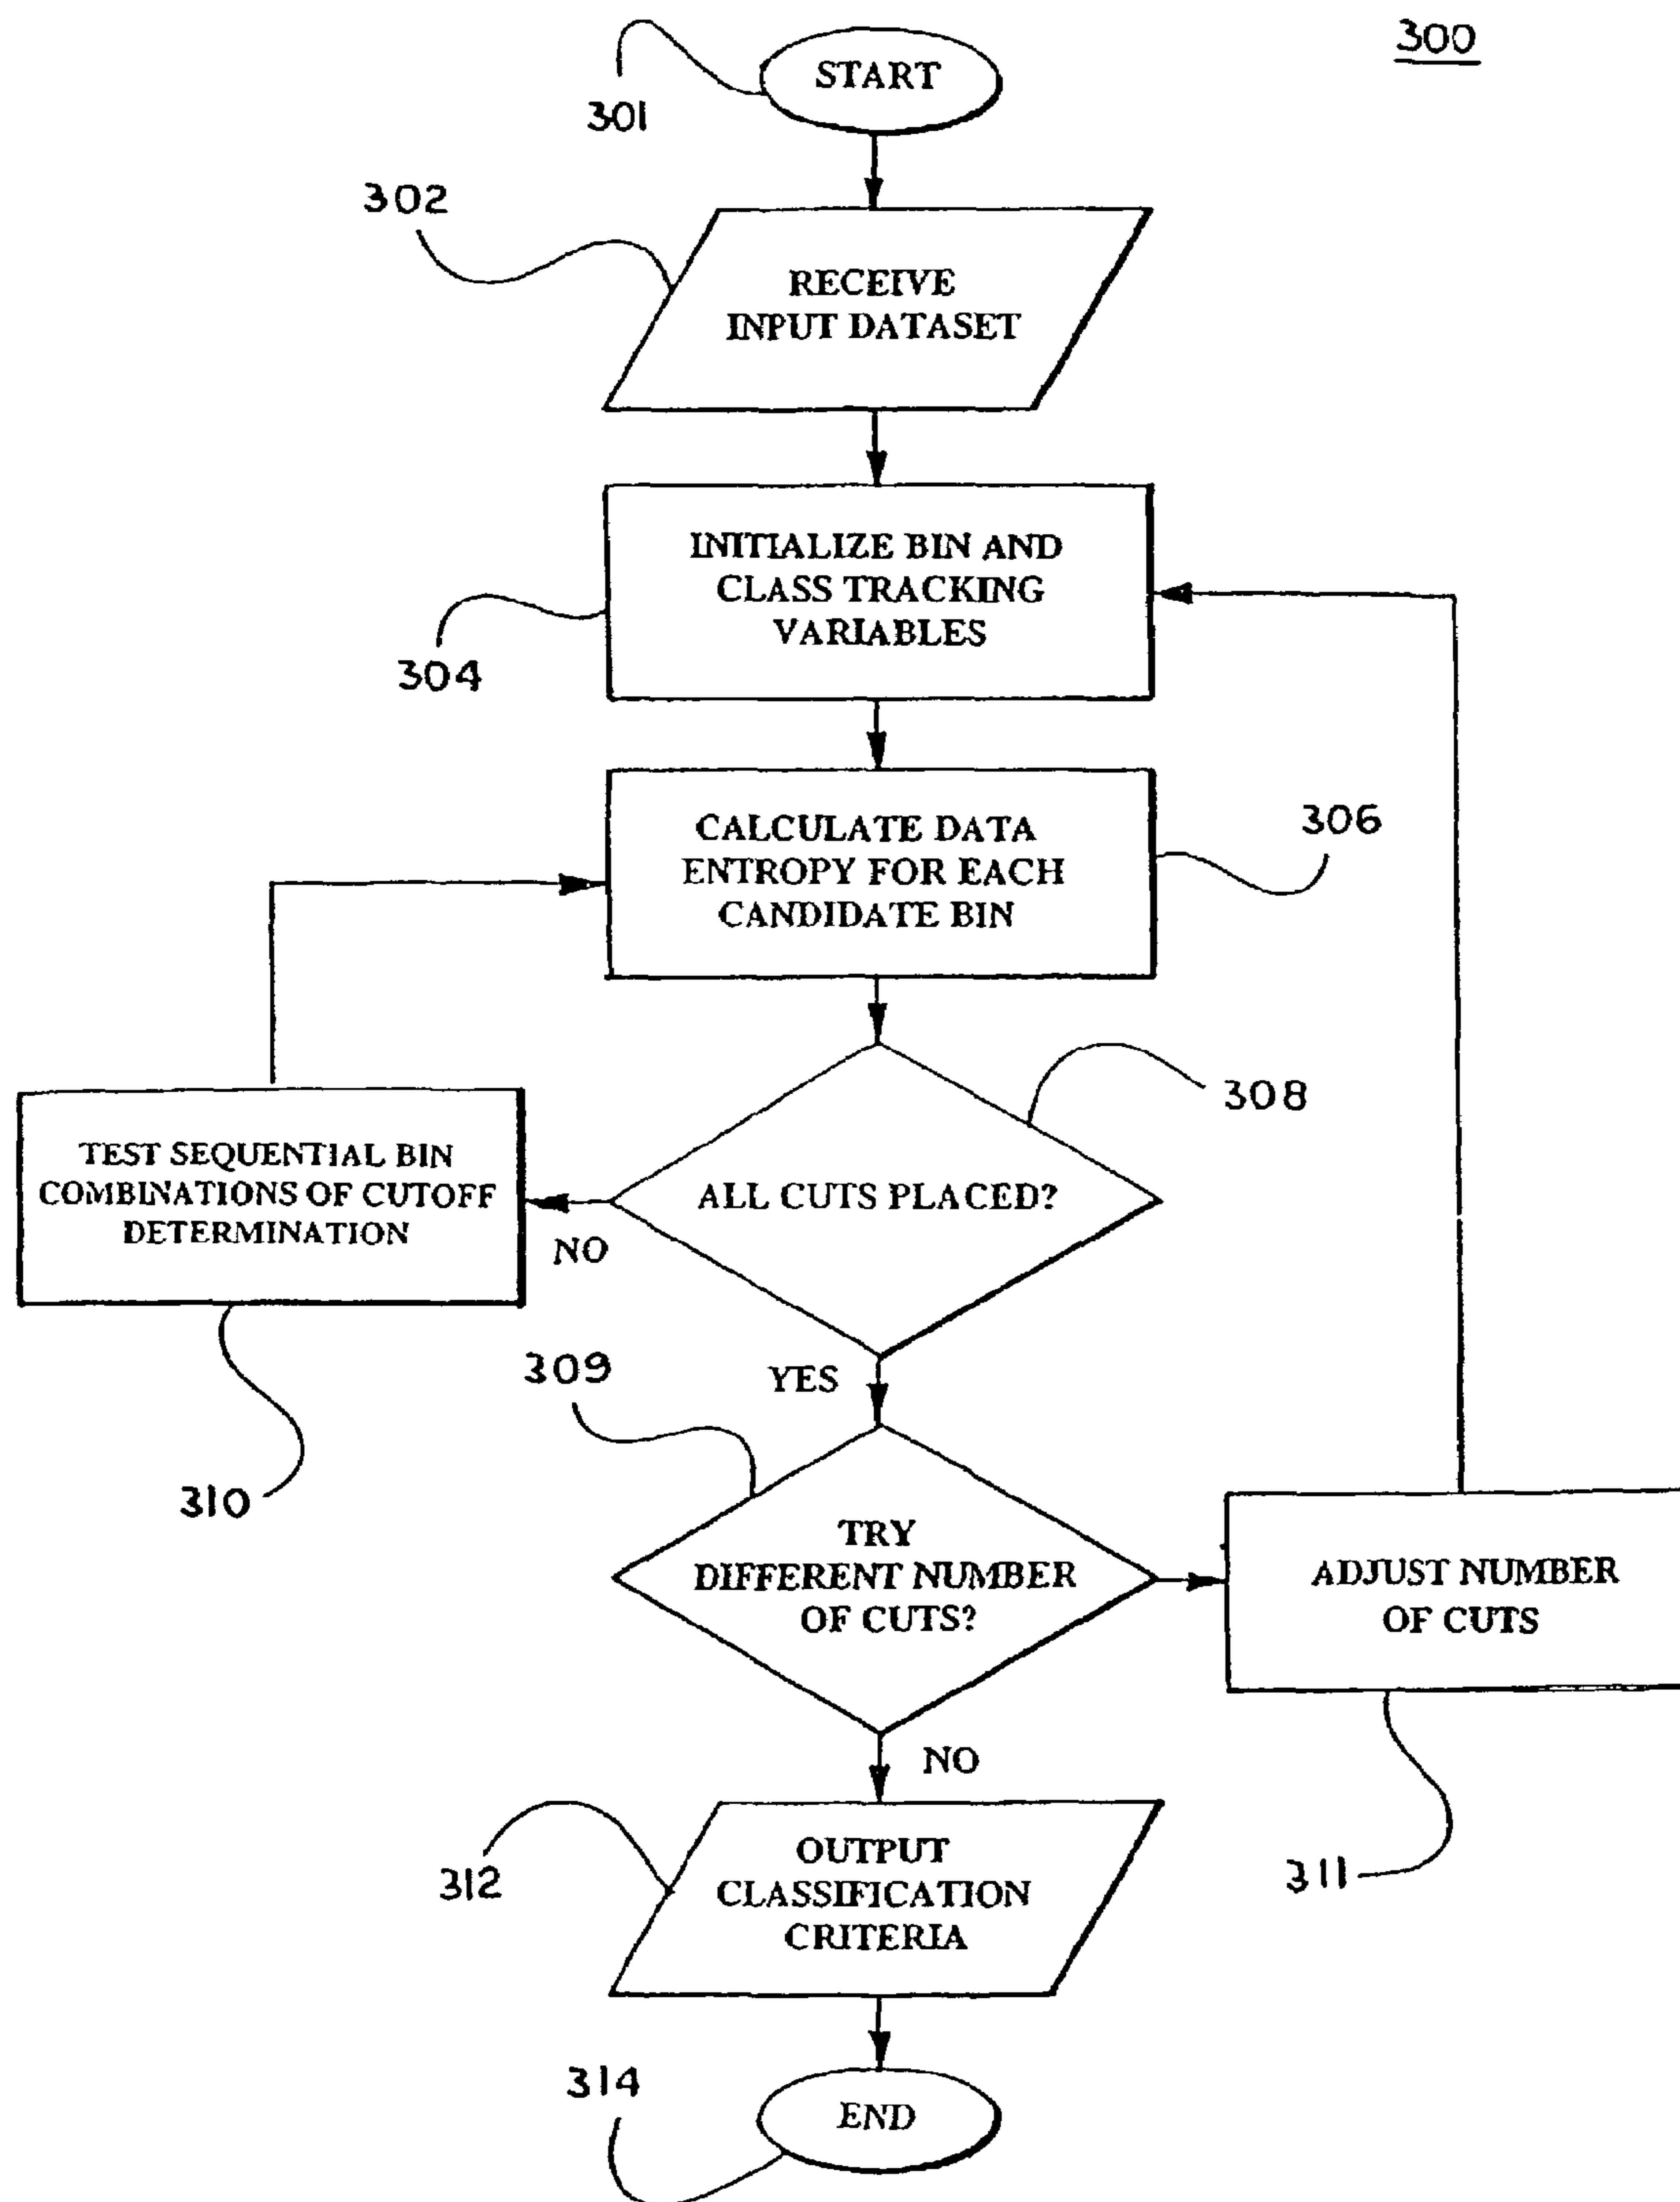 300
START
301
302
RECEIVE
INPUT DATASET
INITIALIZE BIN AND
CLASS TRACKING
VARIABLES
304
306
CALCULATE DATA
ENTROPY FOR EACH
CANDIDATE BIN
308
TEST SEQUENTIAL BIN
COMBINATIONS OF CUTOFF
DETERMINATION
ALL CUTS PLACED?
NO
310
309
YES
TRY
DIFFERENT NUMBER
OF CUTS?
ADJUST NUMBER
OF CUTS
NO
311
312
OUTPUT
CLASSIFICATION
CRITERIA
314
END